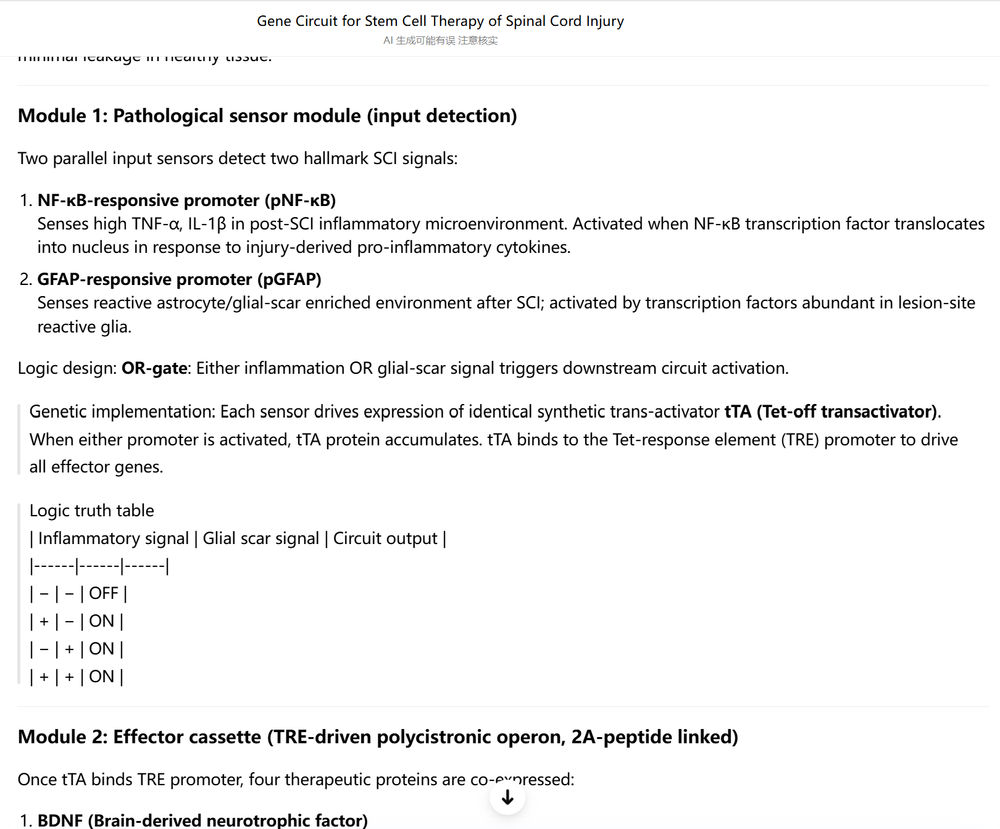 Gene Circuit for Stem Cell Therapy of Spinal Cord Injury
AI 生成可能有误 注意核实
minimal leakage in healthy tissue.
Module 1: Pathological sensor module (input detection)
Two parallel input sensors detect two hallmark SCI signals:
1. NF-κB-responsive promoter (pNF-κB)
Senses high TNF-α, IL-1β in post-SCI inflammatory microenvironment. Activated when NF-κB transcription factor translocates
into nucleus in response to injury-derived pro-inflammatory cytokines.
2. GFAP-responsive promoter (pGFAP)
Senses reactive astrocyte/glial-scar enriched environment after SCI; activated by transcription factors abundant in lesion-site
reactive glia.
Logic design: OR-gate: Either inflammation OR glial-scar signal triggers downstream circuit activation.
Genetic implementation: Each sensor drives expression of identical synthetic trans-activator tTA (Tet-off transactivator).
When either promoter is activated, tTA protein accumulates. tTA binds to the Tet-response element (TRE) promoter to drive
all effector genes.
Logic truth table
| Inflammatory signal | Glial scar signal | Circuit output |
|------|------|------|
| − | − | OFF |
| + | − | ON |
| − | + | ON |
| + | + | ON |
Module 2: Effector cassette (TRE-driven polycistronic operon, 2A-peptide linked)
Once tTA binds TRE promoter, four therapeutic proteins are co-expressed:
1. BDNF (Brain-derived neurotrophic factor)